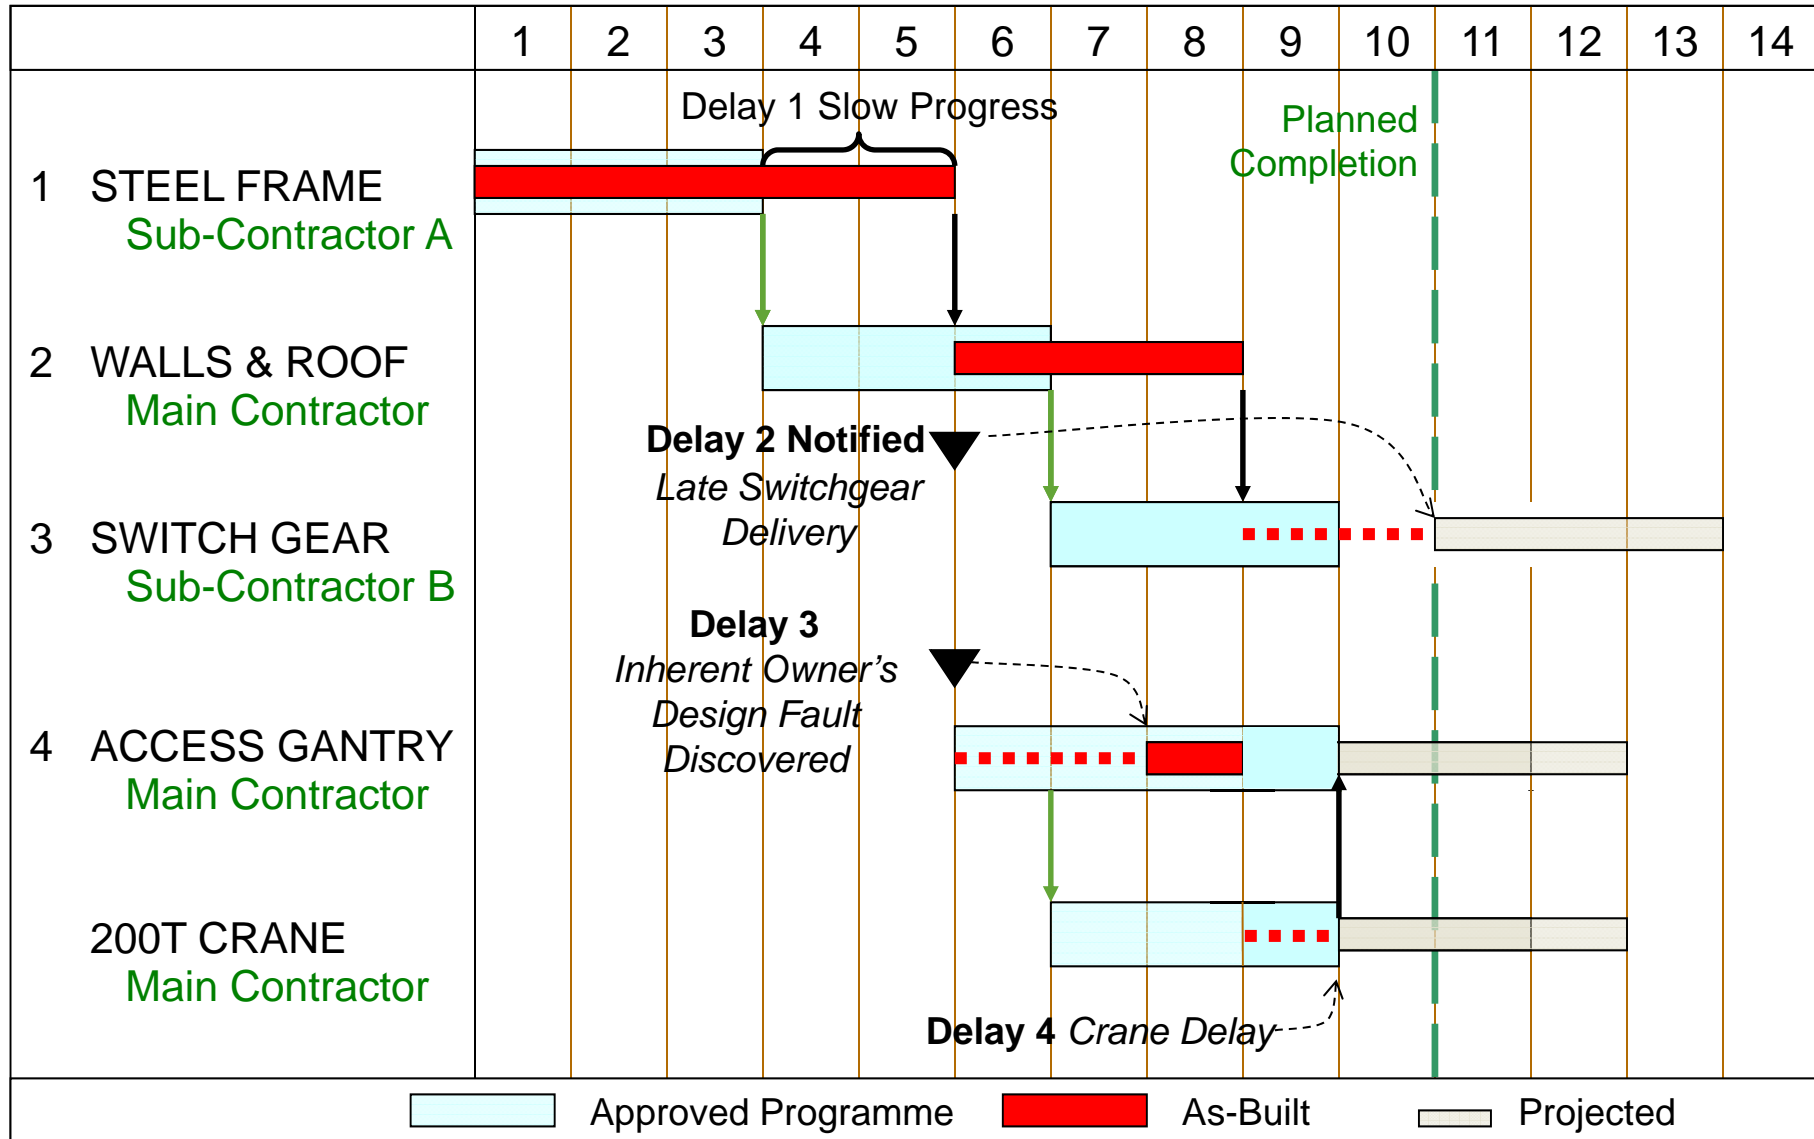 1 2 3 4 5 6 7 8 9 10 11 12 13 14
Delay 1 Slow Progress
Planned
Completion
1 STEEL FRAME
Sub-Contractor A
2 WALLS & ROOF
Main Contractor
Delay 2 Notified
Late Switchgear
Delivery
3 SWITCH GEAR
Sub-Contractor B
Delay 3
Inherent Owner’s
Design Fault
Discovered
4 ACCESS GANTRY
Main Contractor
200T CRANE
Main Contractor
Delay 4 Crane Delay
Approved Programme As-Built Projected